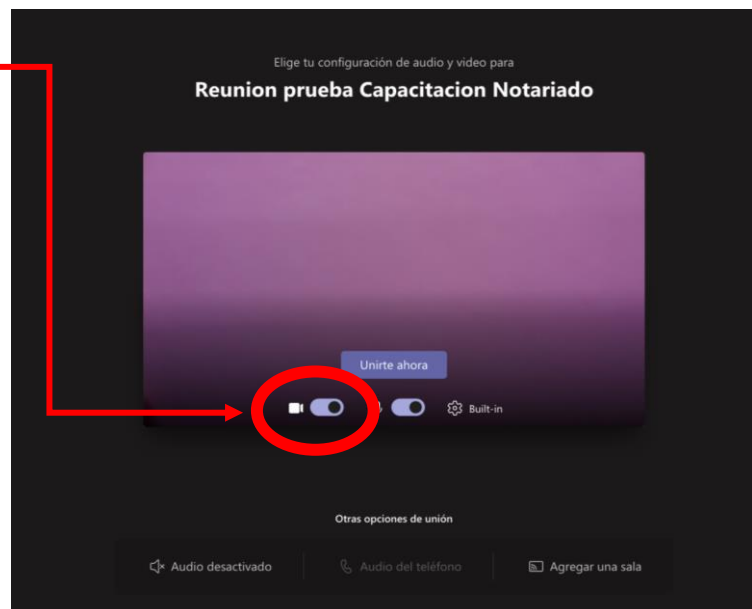 Elige tu configuración de audio y video para
Reunion prueba Capacitacion Notariado
Unirte ahora
Built-in
Otras opciones de unión
Audio desactivado
Audio del teléfono
Agregar una sala